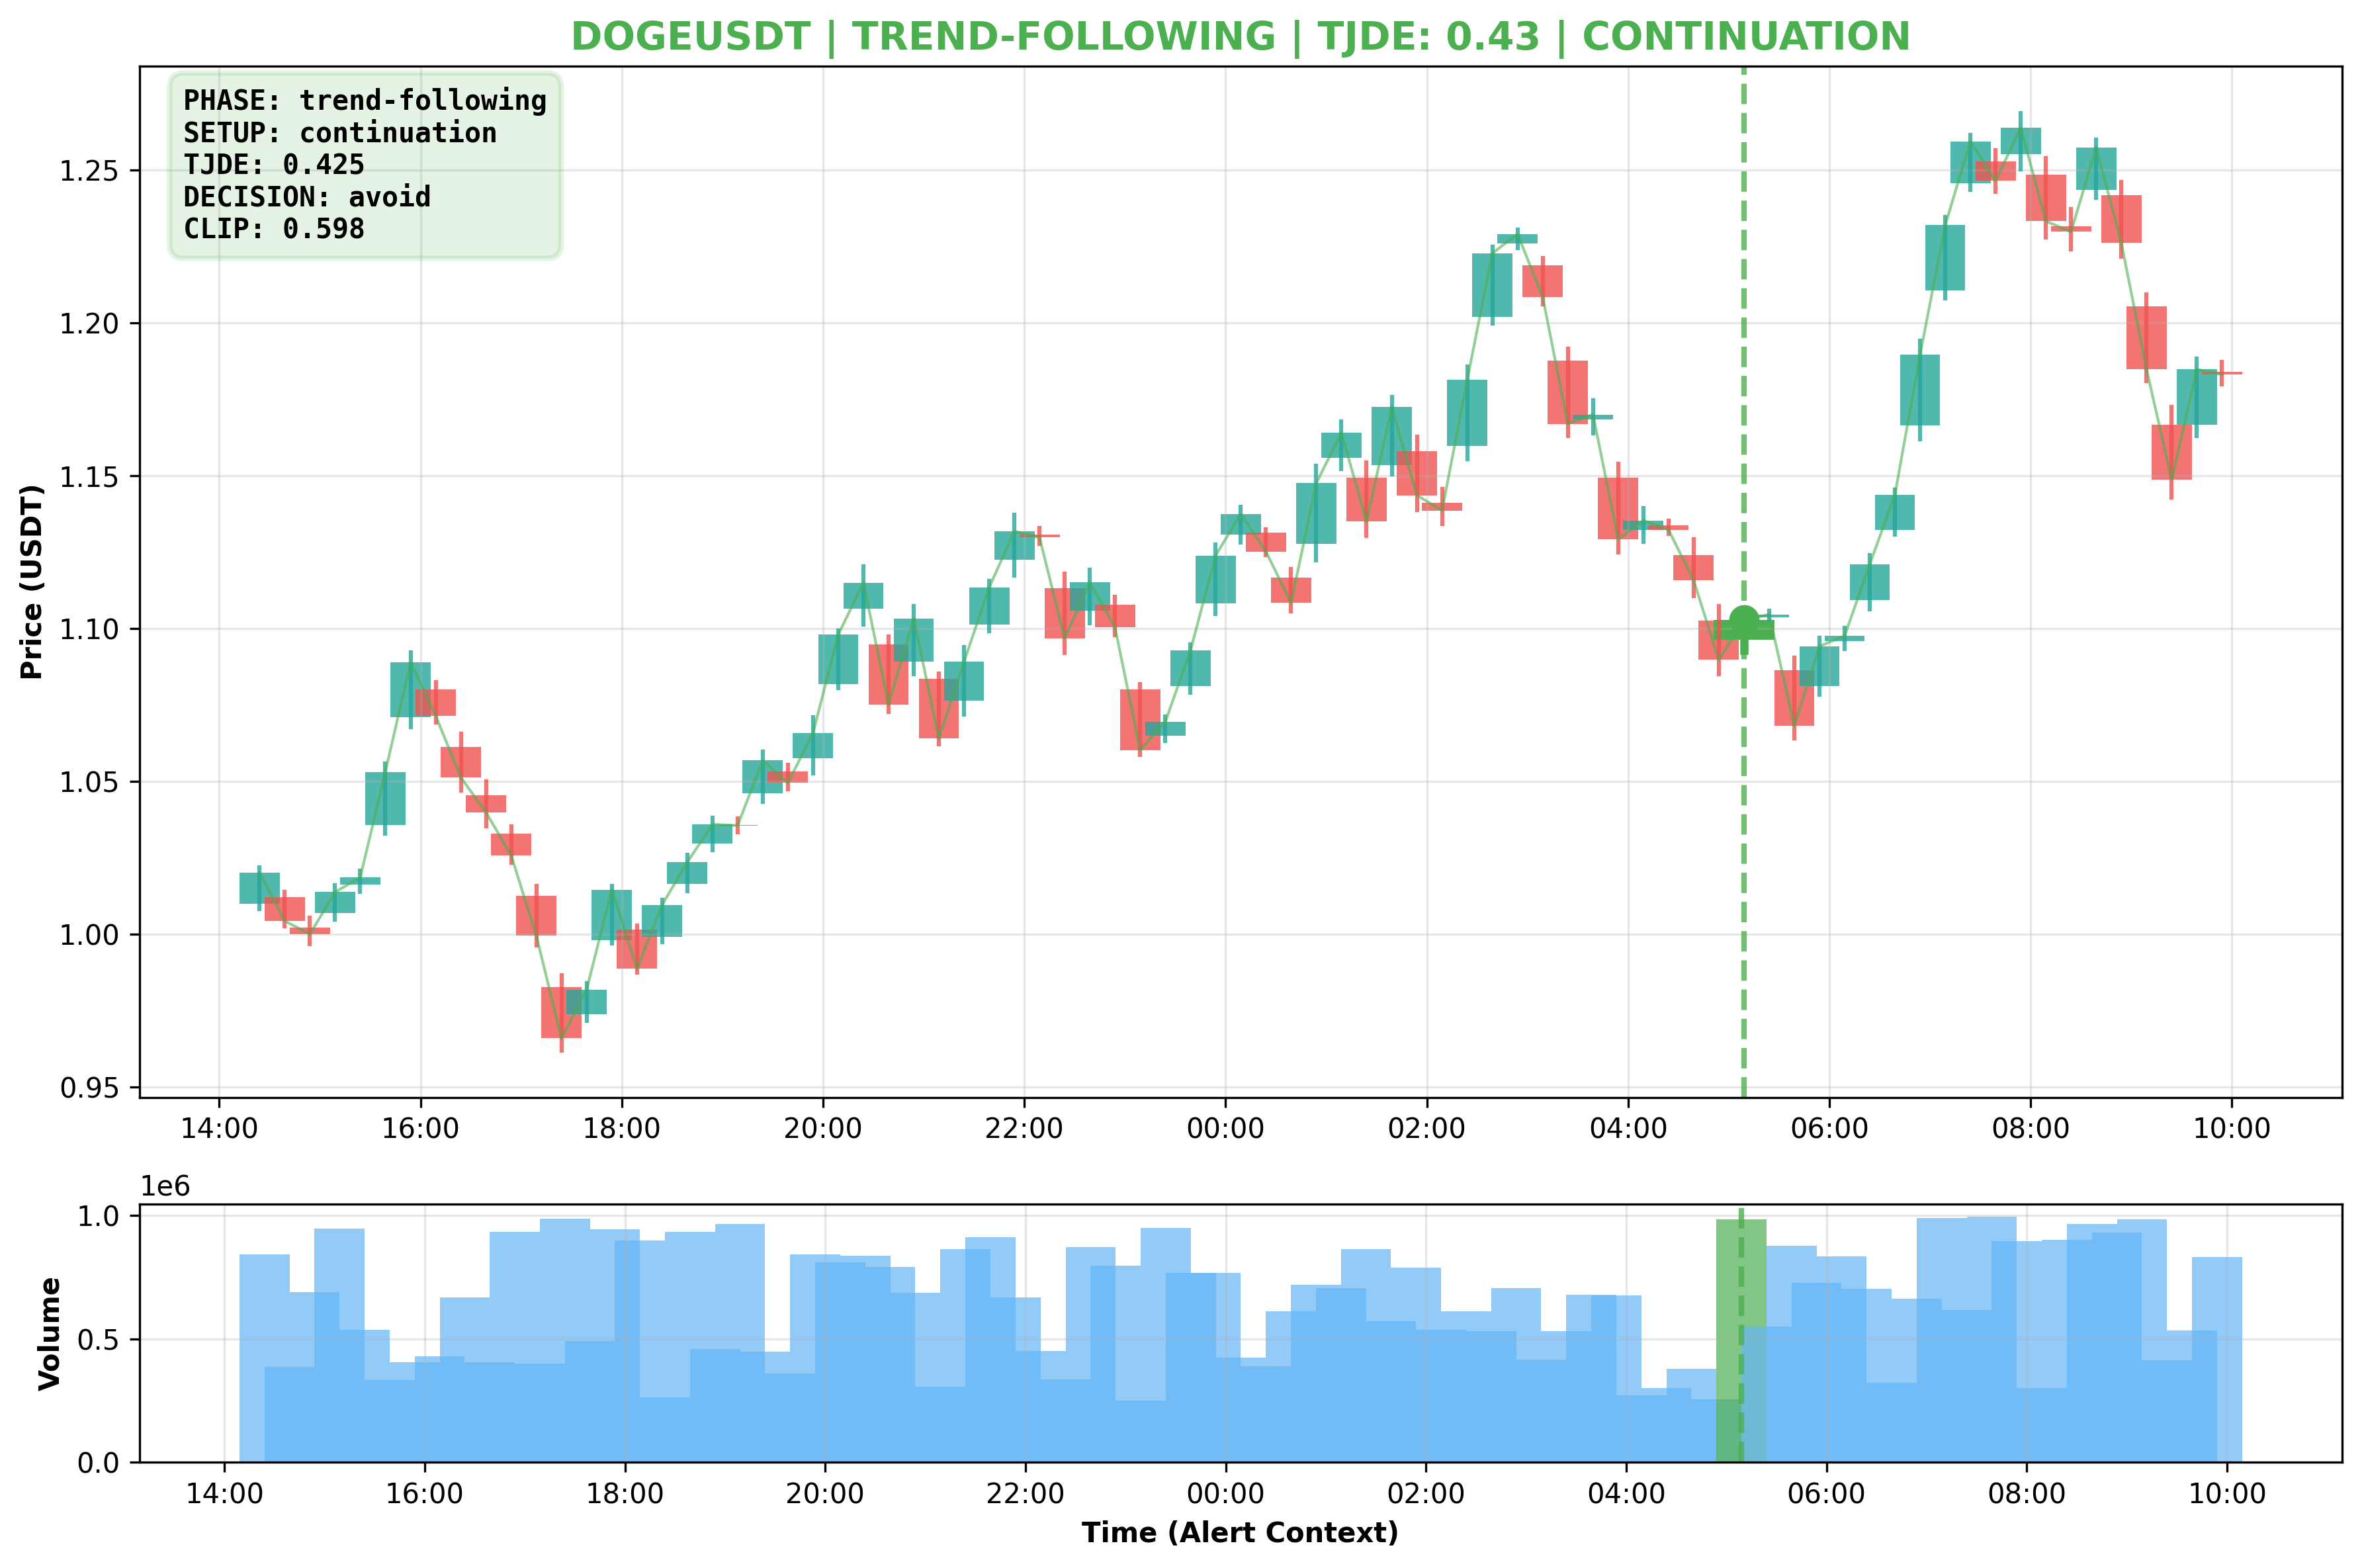 DOGEUSDT | TREND-FOLLOWING | TJDE: 0.43 | CONTINUATION
PHASE: trend-following
SETUP: continuation
TJDE: 0.425
DECISION: avoid
CLIP: 0.598
Price (USDT)
1.25
1.20
1.15
1.10
1.05
1.00
0.95
14:00 16:00 18:00 20:00 22:00 00:00 02:00 04:00 06:00 08:00 10:00
1e6
Volume
1.0
0.5
0.0
14:00 16:00 18:00 20:00 22:00 00:00 02:00 04:00 06:00 08:00 10:00
Time (Alert Context)